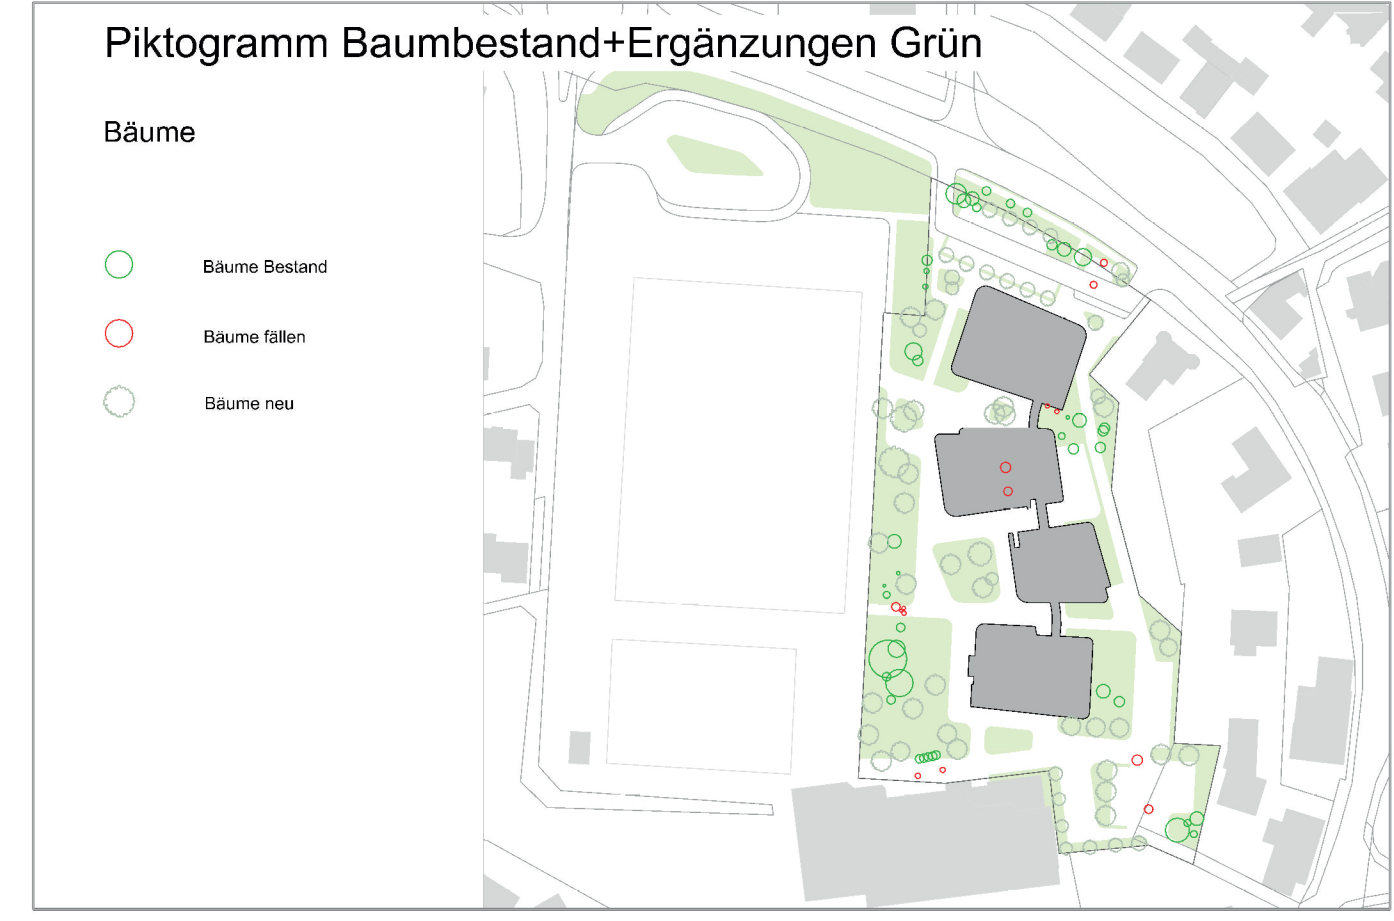 Piktogramm Baumbestand+Ergänzungen Grün
Bäume
Bäume Bestand
Bäume fällen
Bäume neu